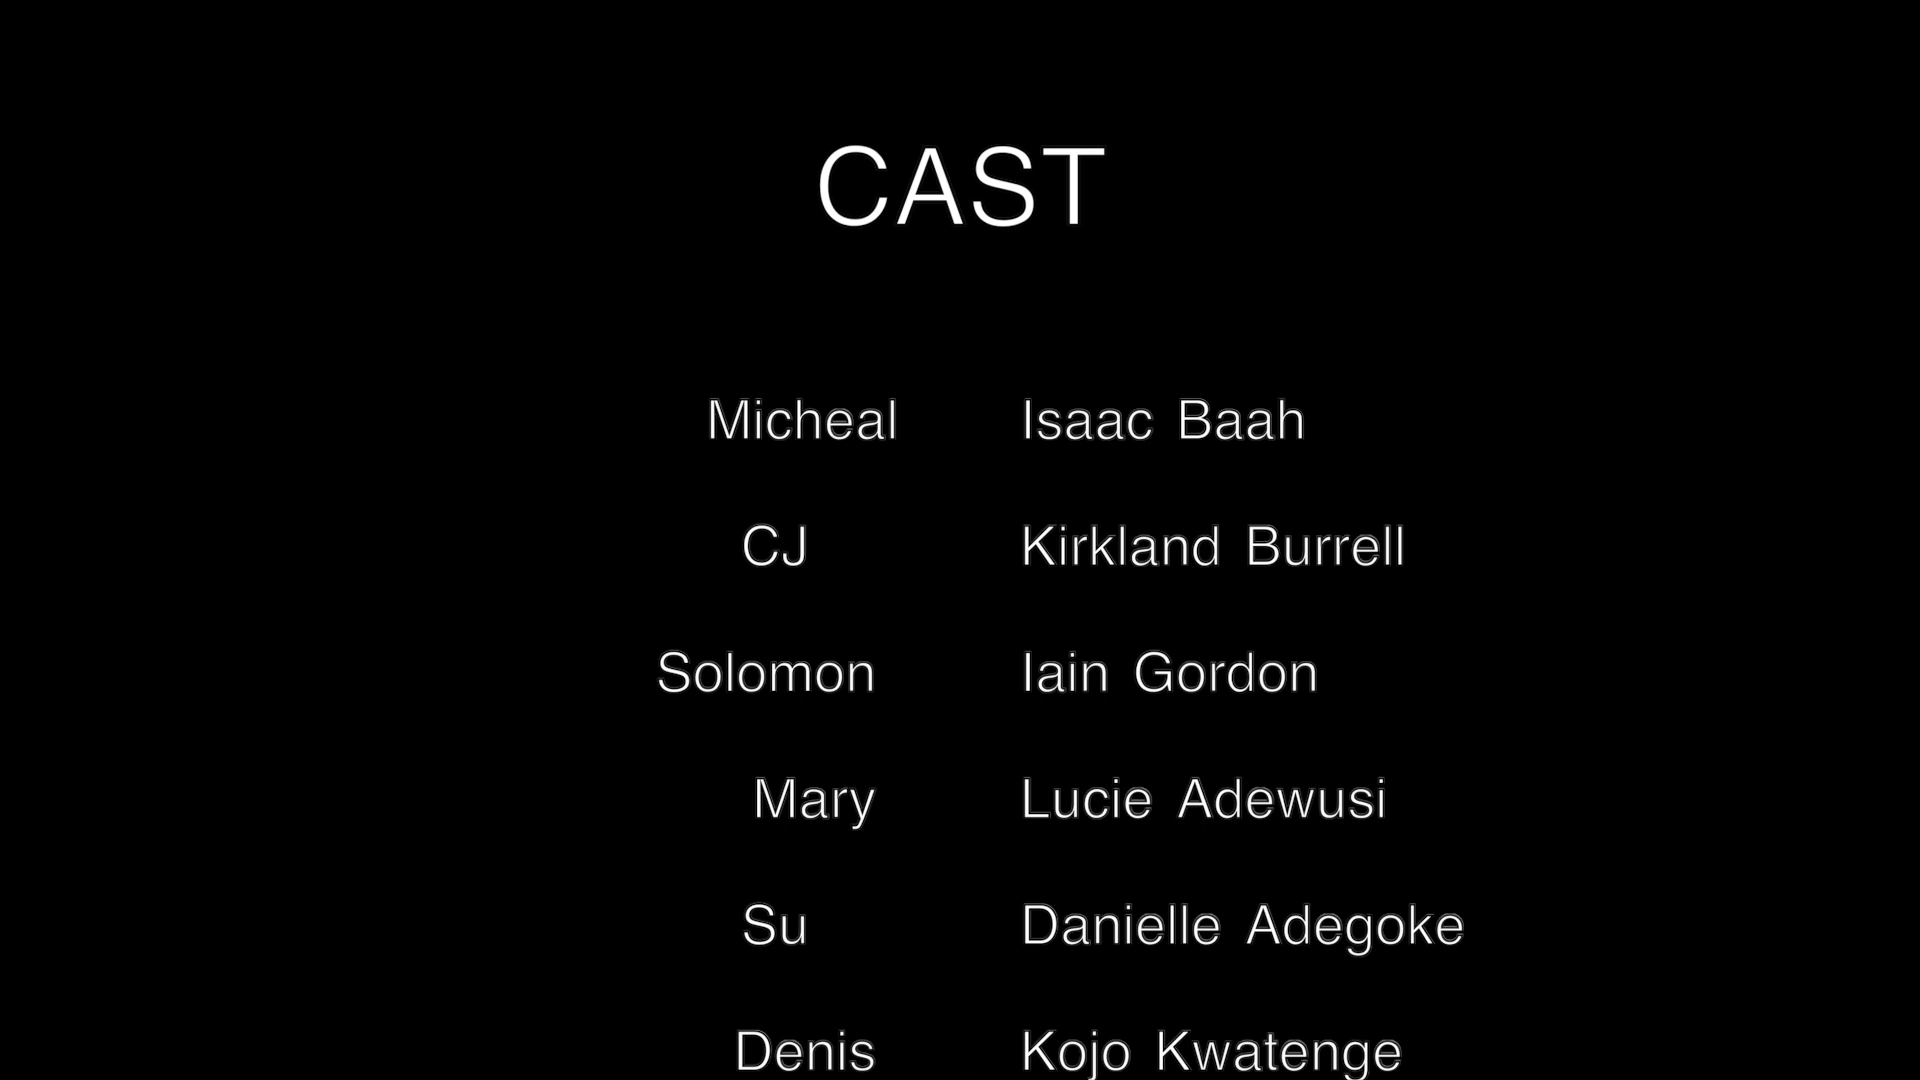 CAST
Micheal Isaac Baah
CJ Kirkland Burrell
Solomon Iain Gordon
Mary Lucie Adewusi
Su Danielle Adegoke
Denis Kojo Kwatenge